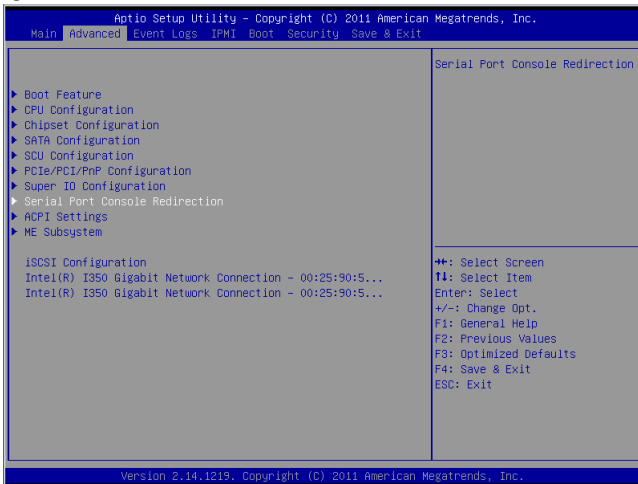 Aptio Setup Utility – Copyright (C) 2011 American Megatrends, Inc.
Main Advanced Event Logs IPMI Boot Security Save & Exit
Serial Port Console Redirection
▶ Boot Feature
▶ CPU Configuration
▶ Chipset Configuration
▶ SATA Configuration
▶ SCU Configuration
▶ PCIe/PCI/PnP Configuration
▶ Super IO Configuration
▶ Serial Port Console Redirection
▶ ACPI Settings
▶ ME Subsystem
iSCSI Configuration
Intel(R) I350 Gigabit Network Connection – 00:25:90:5...
Intel(R) I350 Gigabit Network Connection – 00:25:90:5...
→←: Select Screen
↑↓: Select Item
Enter: Select
+/-: Change Opt.
F1: General Help
F2: Previous Values
F3: Optimized Defaults
F4: Save & Exit
ESC: Exit
Version 2.14.1219. Copyright (C) 2011 American Megatrends, Inc.